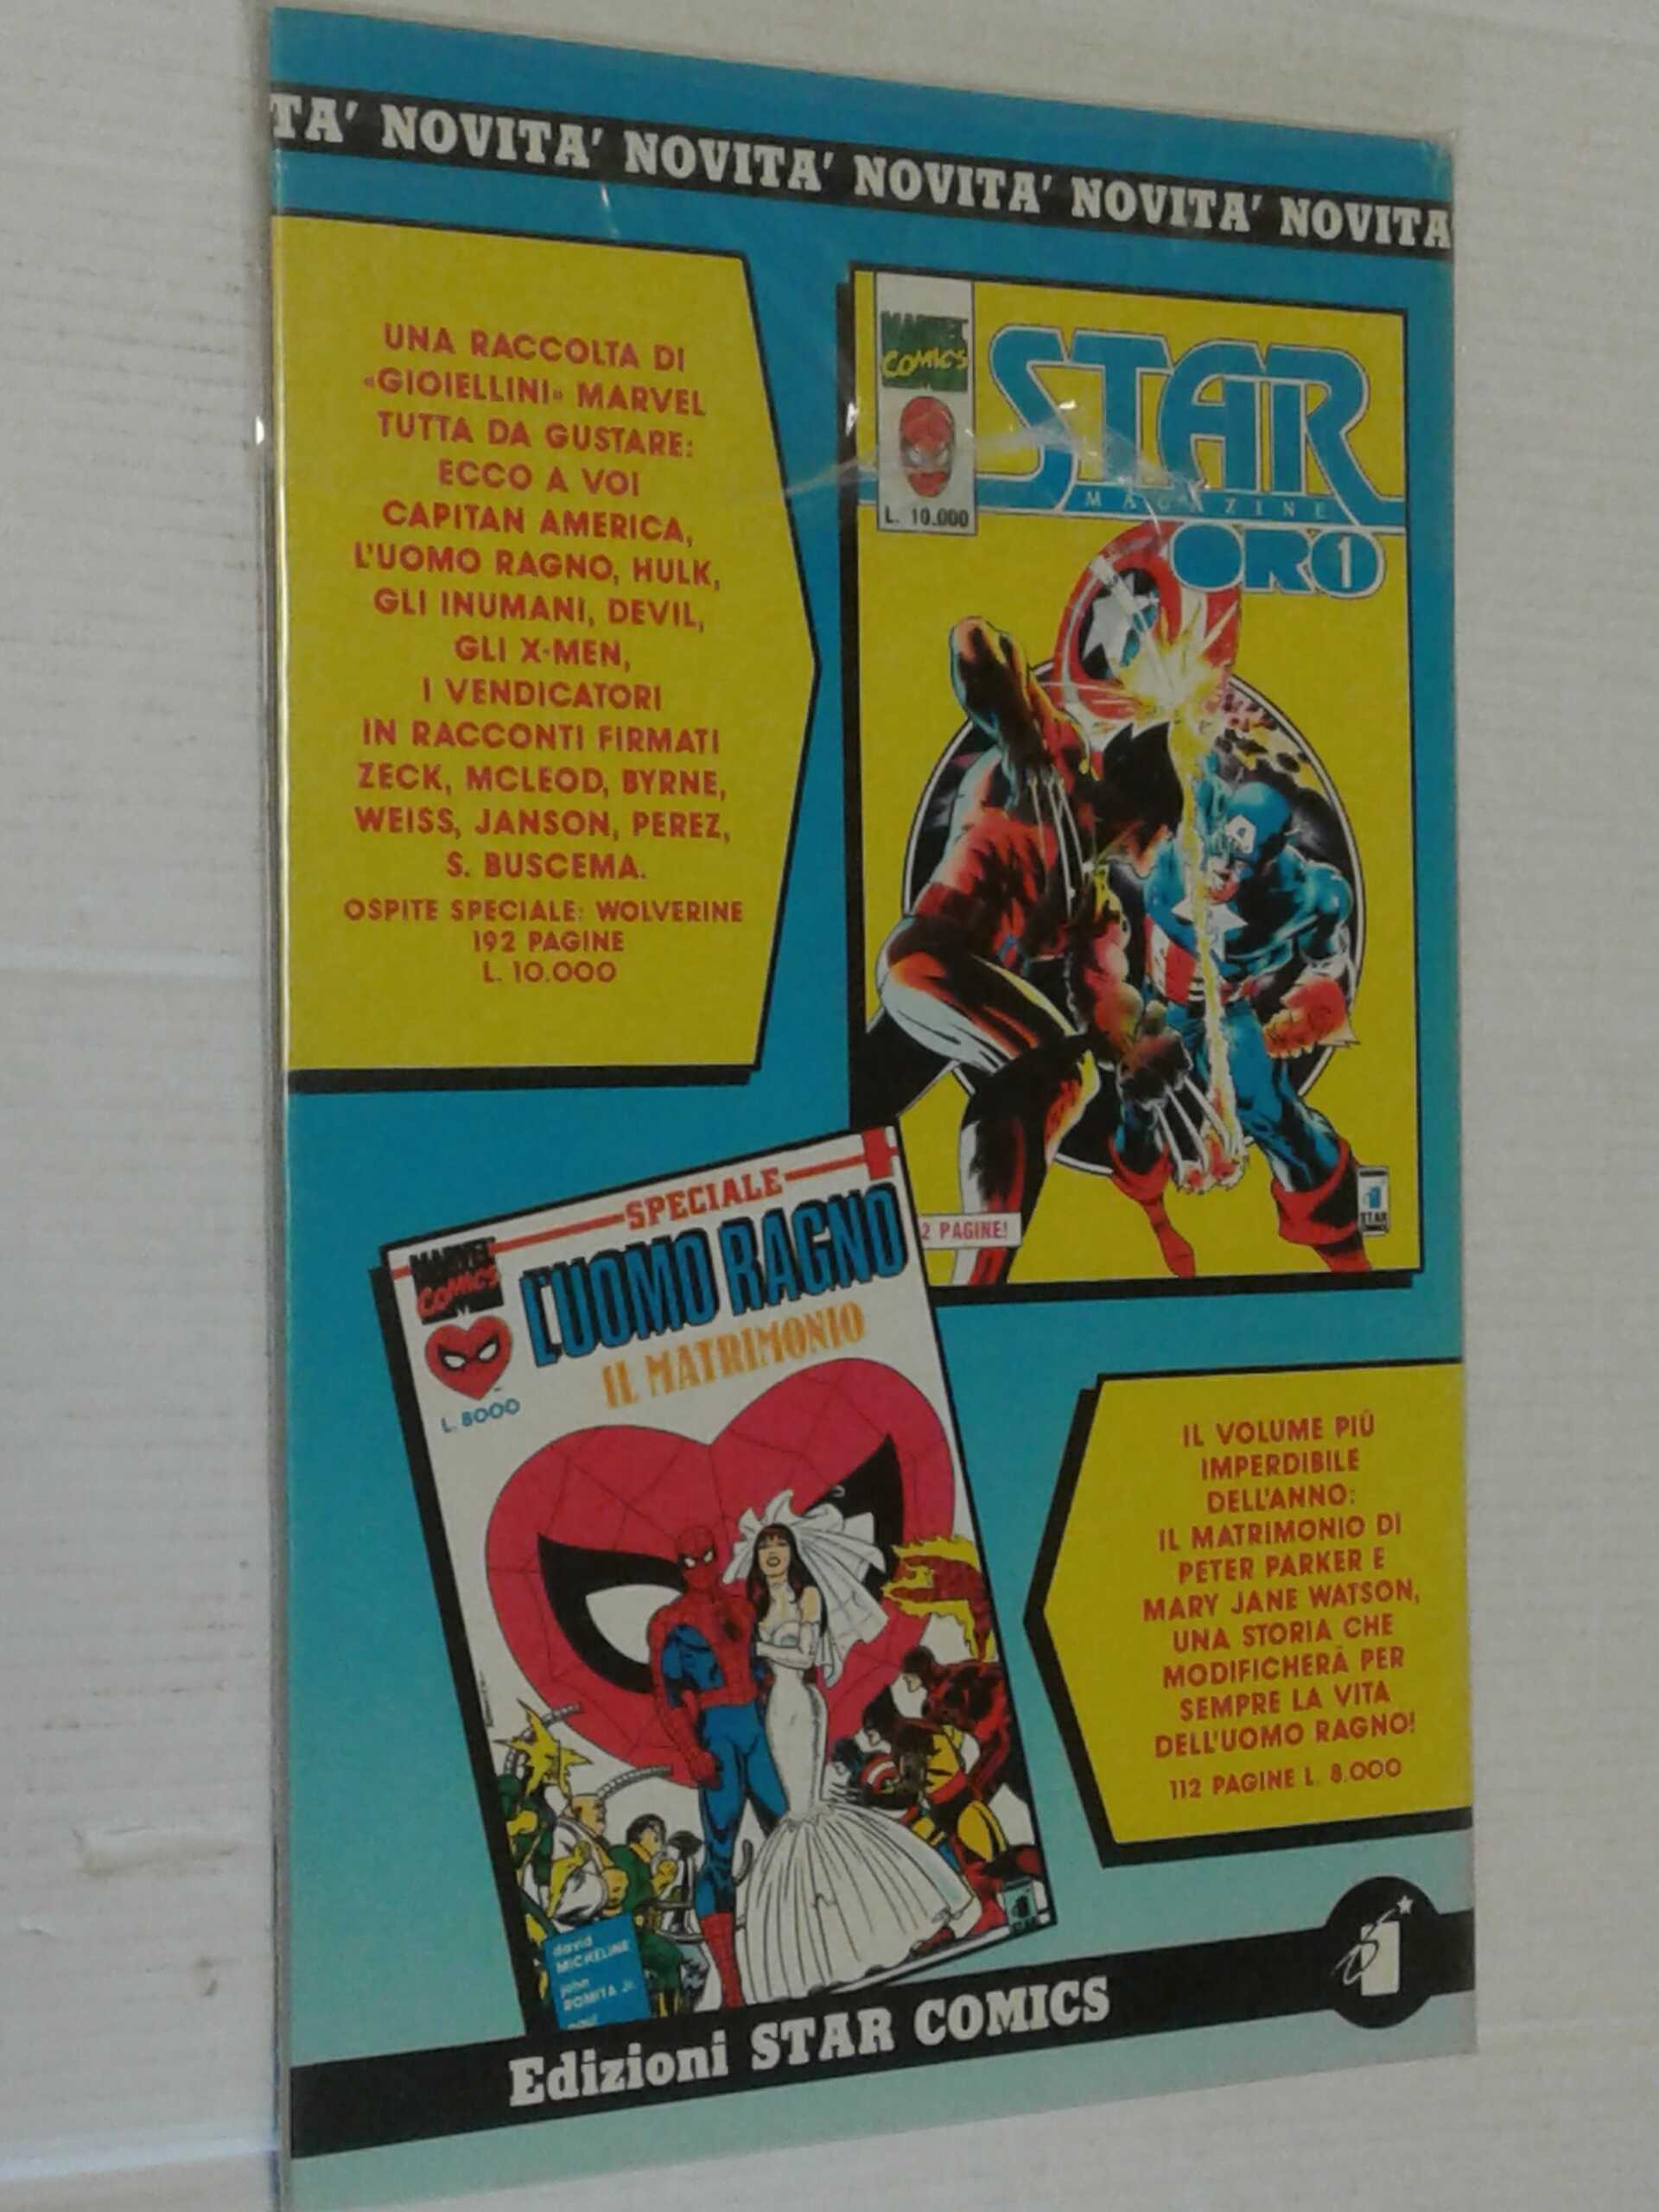 TA' NOVITA' NOVITA' NOVITA' NOVITA' NOVITA
UNA RACCOLTA DI
«GIOIELLINI» MARVEL
TUTTA DA GUSTARE:
ECCO A VOI
CAPITAN AMERICA,
L'UOMO RAGNO, HULK,
GLI INUMANI, DEVIL,
GLI X-MEN,
I VENDICATORI
IN RACCONTI FIRMATI
ZECK, MCLEOD, BYRNE,
WEISS, JANSON, PEREZ,
S. BUSCEMA.
OSPITE SPECIALE: WOLVERINE
192 PAGINE
L. 10.000
MARVEL
COMICS
L. 10.000
STAR
MAGAZINE
ORO 1
A
2 PAGINE!
STAR
COMICS
SPECIALE
MARVEL
COMICS
L'UOMO RAGNO
IL MATRIMONIO
L. 8000
david
MICHELINIE
john
ROMITA Jr.
STAR
IL VOLUME PIÙ
IMPERDIBILE
DELL'ANNO:
IL MATRIMONIO DI
PETER PARKER E
MARY JANE WATSON,
UNA STORIA CHE
MODIFICHERÀ PER
SEMPRE LA VITA
DELL'UOMO RAGNO!
112 PAGINE L. 8.000
Edizioni STAR COMICS